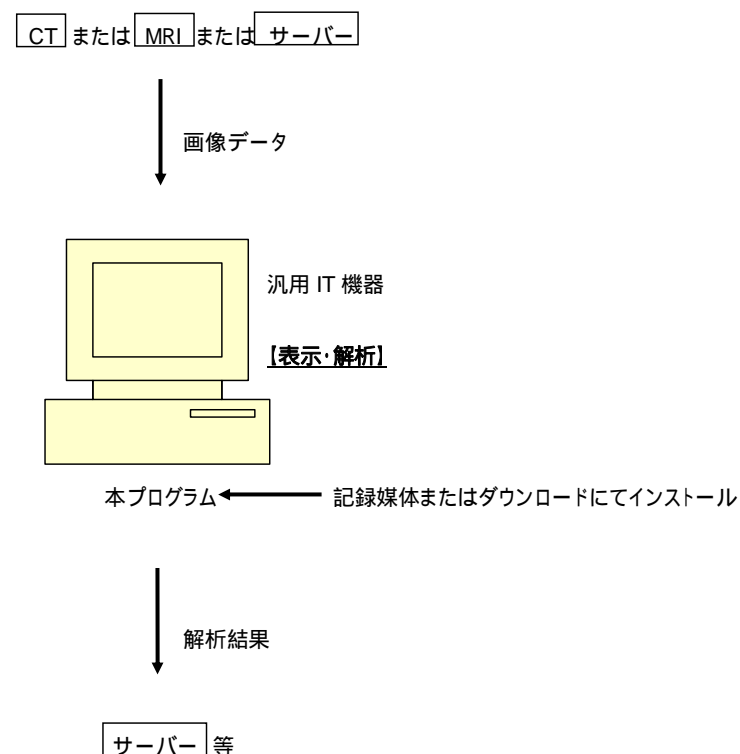 CT または MRI または サーバー
画像データ
汎用 IT 機器
【表示･解析】
本プログラム 記録媒体またはダウンロードにてインストール
解析結果
サーバー 等